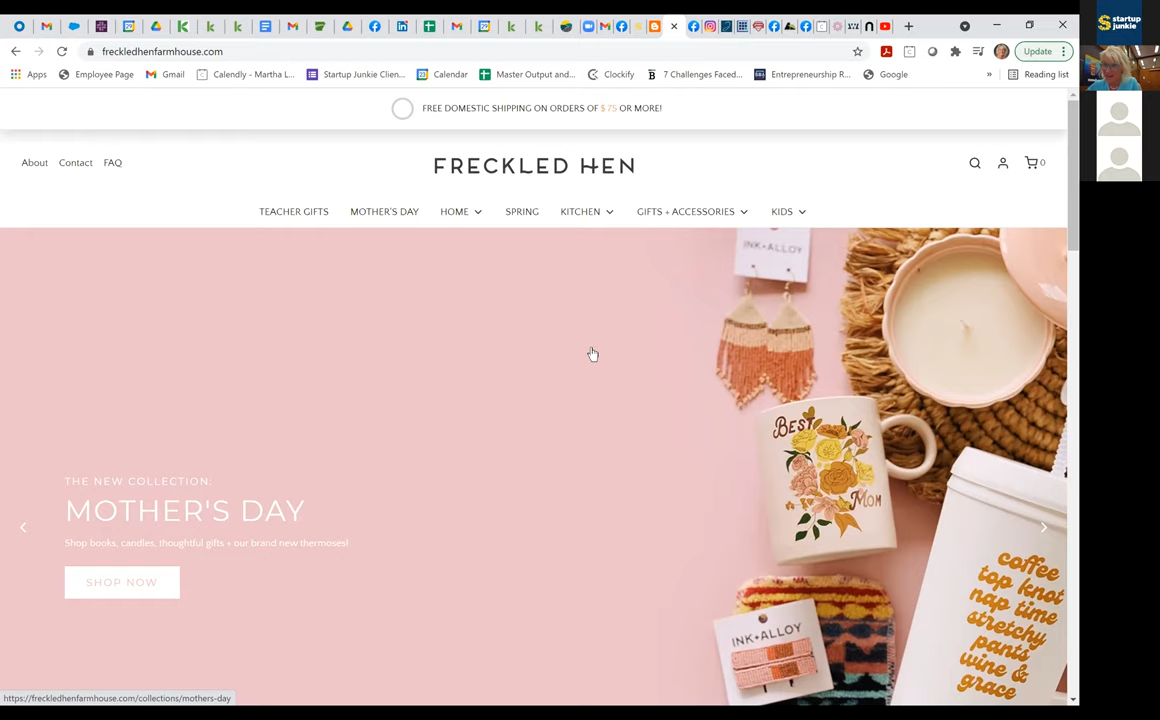 startup
junkie
freckledhenfarmhouse.com
Update
Apps
Employee Page
Gmail
Calendly - Martha L...
Startup Junkie Clien...
Calendar
Master Output and...
Clockify
7 Challenges Faced...
Entrepreneurship R...
Google
»
Reading list
FREE DOMESTIC SHIPPING ON ORDERS OF $75 OR MORE!
About
Contact
FAQ
FRECKLED HEN
0
TEACHER GIFTS
MOTHER'S DAY
HOME
SPRING
KITCHEN
GIFTS + ACCESSORIES
KIDS
INK+ALLOY
BEST
MOM
THE NEW COLLECTION:
MOTHER'S DAY
Shop books, candles, thoughtful gifts + our brand new thermoses!
SHOP NOW
coffee
top knot
nap time
stretchy
pants
wine &
grace
INK+ALLOY
https://freckledhenfarmhouse.com/collections/mothers-day